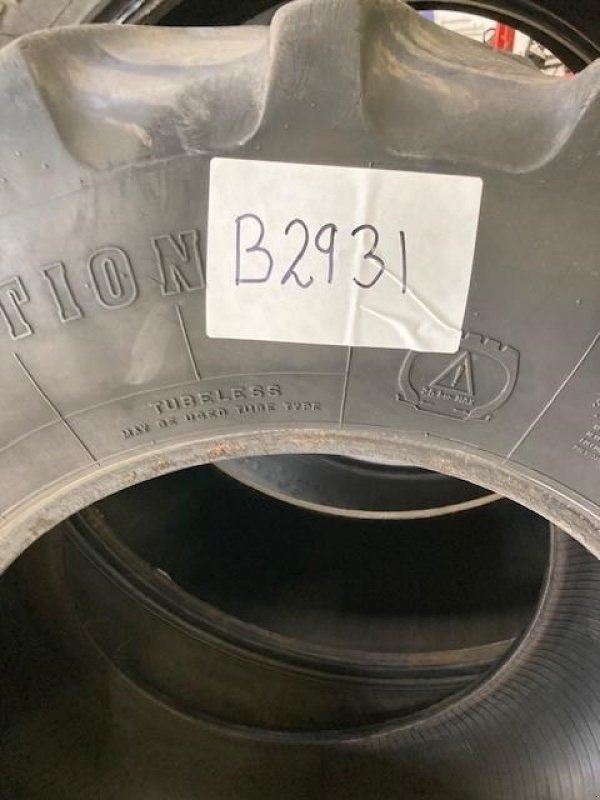 B2931
TION
TUBELESS
MAY BE USED TUBE TYPE